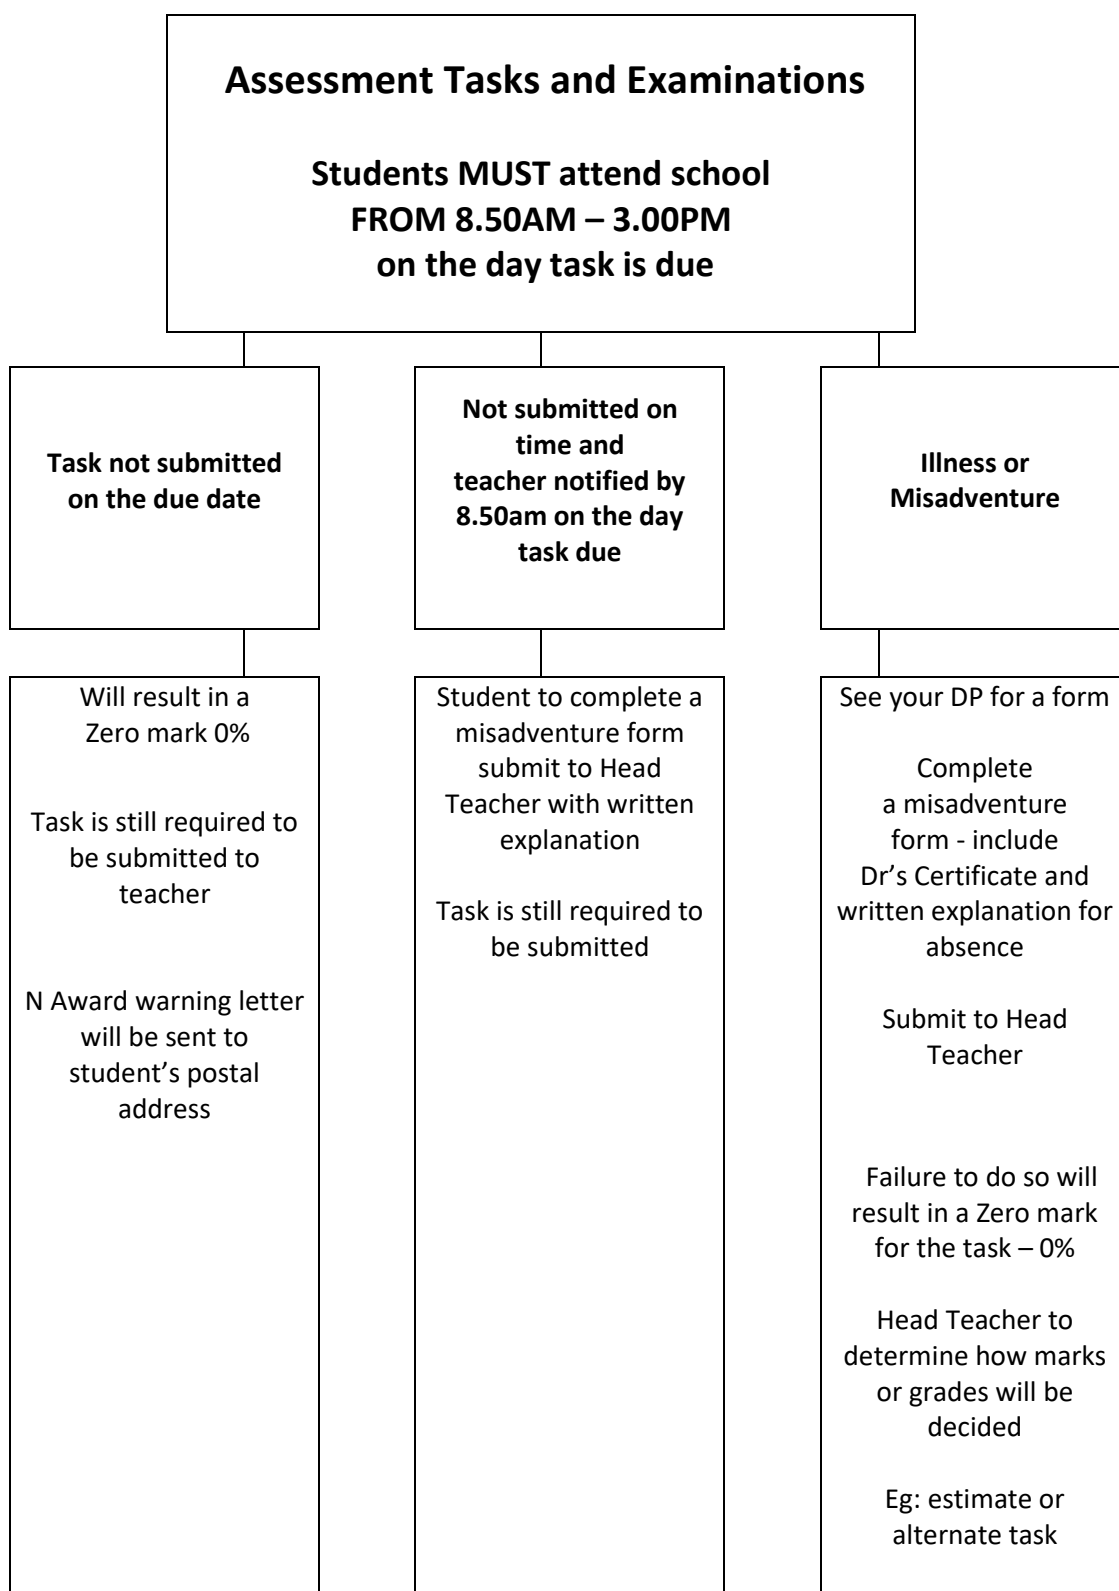 Assessment Tasks and Examinations
Students MUST attend school
FROM 8.50AM – 3.00PM
on the day task is due
Task not submitted
on the due date
Not submitted on
time and
teacher notified by
8.50am on the day
task due
Illness or
Misadventure
Will result in a
Zero mark 0%
Task is still required to
be submitted to
teacher
N Award warning letter
will be sent to
student’s postal
address
Student to complete a
misadventure form
submit to Head
Teacher with written
explanation
Task is still required to
be submitted
See your DP for a form
Complete
a misadventure
form - include
Dr’s Certificate and
written explanation for
absence
Submit to Head
Teacher
Failure to do so will
result in a Zero mark
for the task – 0%
Head Teacher to
determine how marks
or grades will be
decided
Eg: estimate or
alternate task